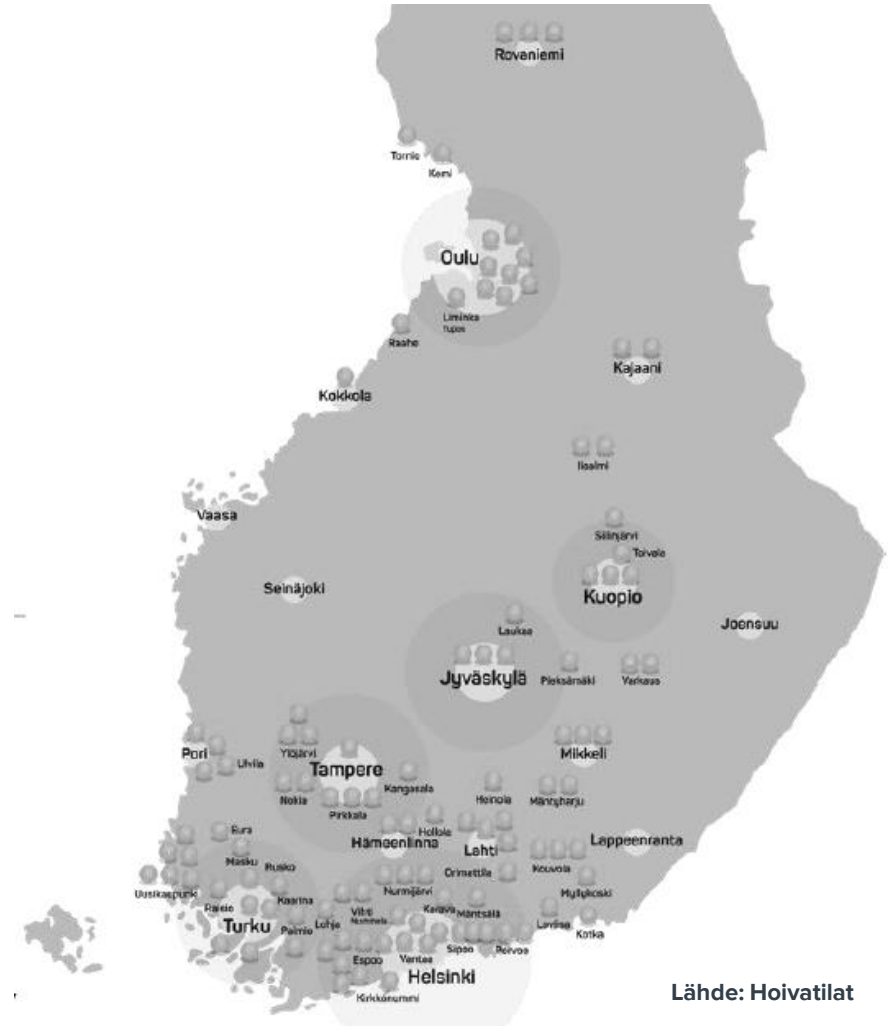 Rovaniemi
Tornio
Kemi
Oulu
Liminka
Tupos
Raahe
Kajaani
Kokkola
Iisalmi
Vaasa
Siilinjärvi
Toivala
Seinäjoki
Kuopio
Joensuu
Laukaa
Jyväskylä
Pieksämäki
Varkaus
Pori
Ylöjärvi
Mikkeli
Ulvila
Tampere
Kangasala
Nokia
Heinola
Mäntyharju
Pirkkala
Hollola
Eura
Hämeenlinna
Lahti
Lappeenranta
Masku
Rusko
Orimattila
Kouvola
Uusikaupunki
Nurmijärvi
Myllykoski
Raisio
Kaarina
Vihti
Nummela
Kerava
Mäntsälä
Turku
Paimio
Lohja
Loviisa
Kotka
Espoo
Vantaa
Sipoo
Porvoo
Helsinki
Kirkkonummi
Lähde: Hoivatilat